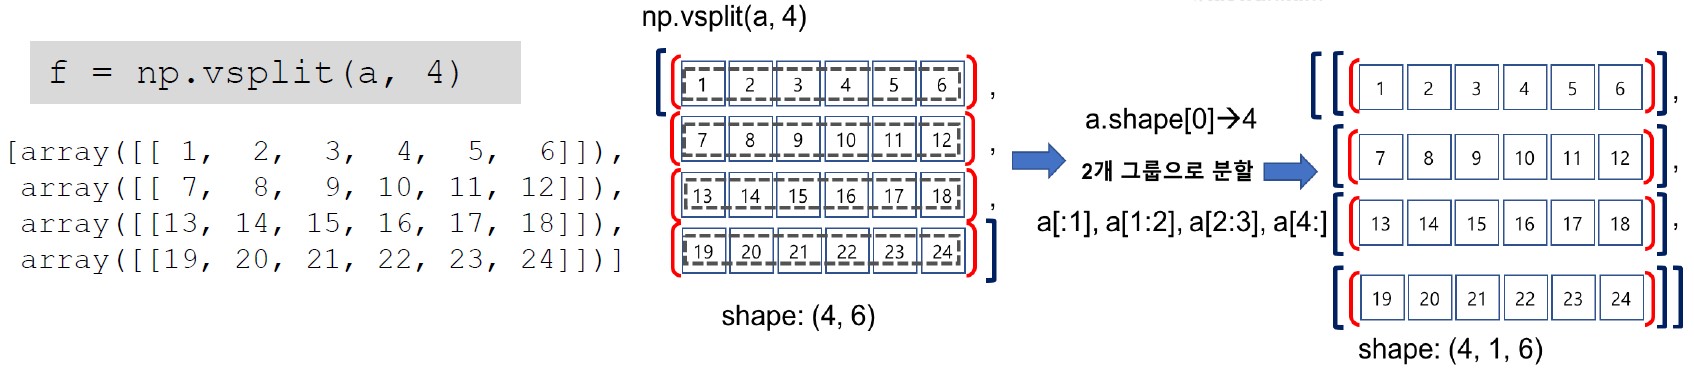 f = np.vsplit(a, 4)
[array([[ 1, 2, 3, 4, 5, 6]]),
array([[ 7, 8, 9, 10, 11, 12]]),
array([[13, 14, 15, 16, 17, 18]]),
array([[19, 20, 21, 22, 23, 24]])]
np.vsplit(a, 4)
1 2 3 4 5 6 ,
7 8 9 10 11 12 ,
13 14 15 16 17 18 ,
19 20 21 22 23 24
shape: (4, 6)
a.shape[0]→4
2개 그룹으로 분할
a[:1], a[1:2], a[2:3], a[4:]
1 2 3 4 5 6 ,
7 8 9 10 11 12 ,
13 14 15 16 17 18 ,
19 20 21 22 23 24
shape: (4, 1, 6)